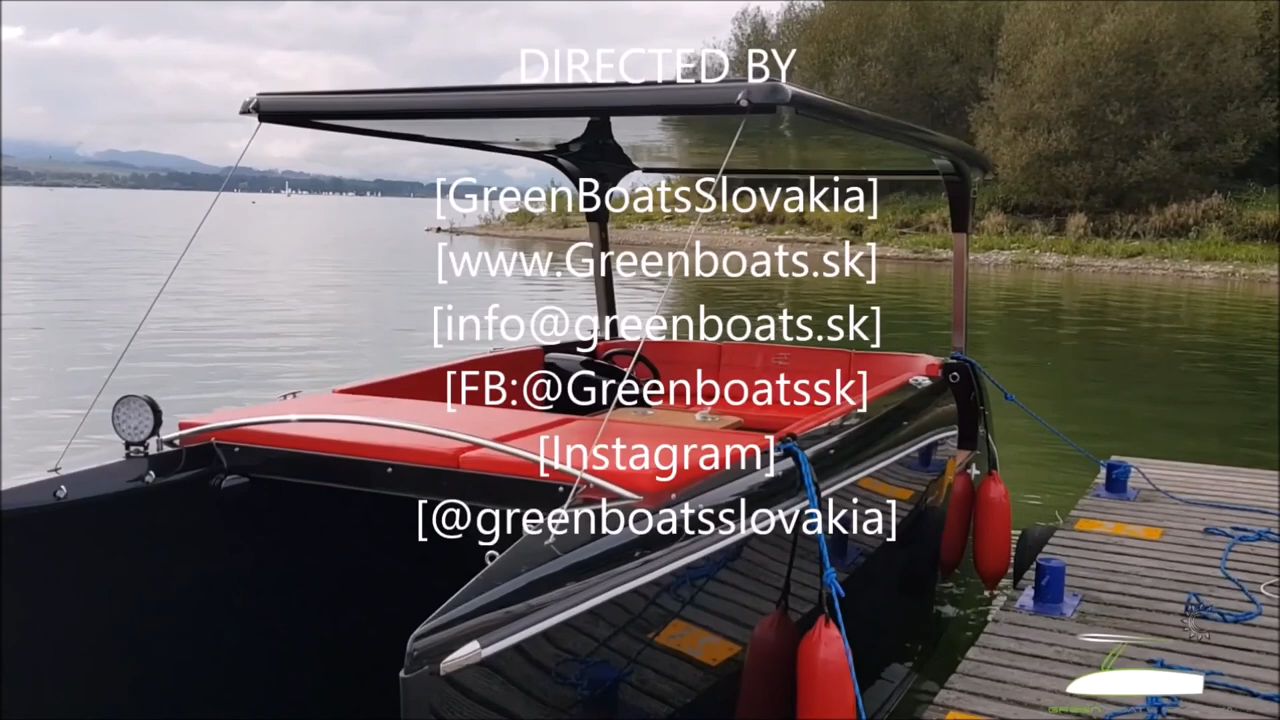 DIRECTED BY
[GreenBoatsSlovakia]
[www.Greenboats.sk]
[info@greenboats.sk]
[FB:@Greenboatssk]
[Instagram]
[@greenboatsslovakia]